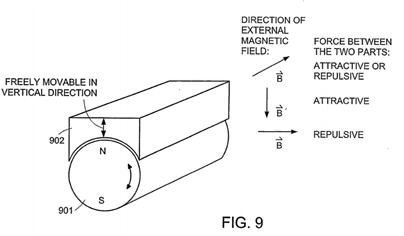 DIRECTION OF
EXTERNAL
MAGNETIC
FIELD:
FORCE BETWEEN
THE TWO PARTS:
ATTRACTIVE OR
REPULSIVE
B
ATTRACTIVE
B
REPULSIVE
B
FREELY MOVABLE IN
VERTICAL DIRECTION
902
N
S
901
FIG. 9